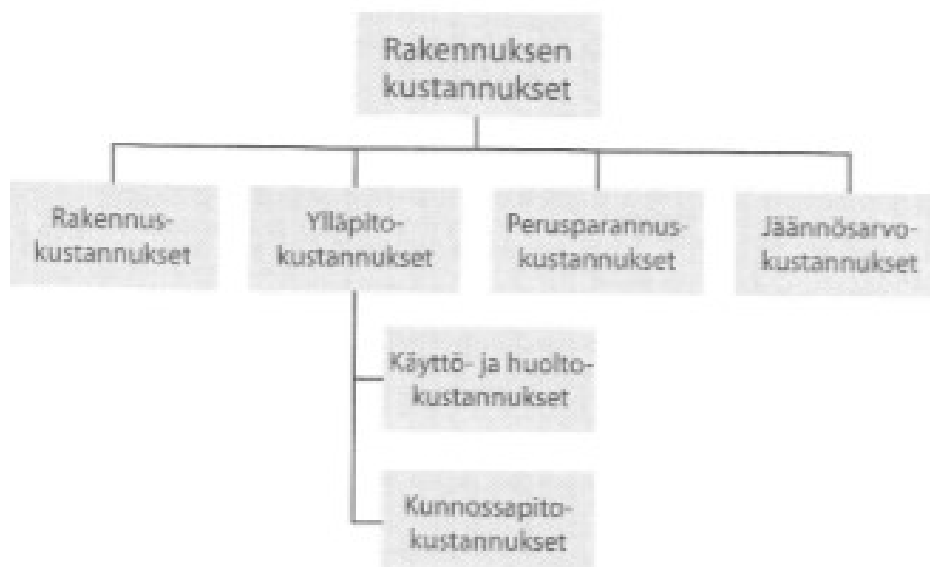 Rakennuksen
kustannukset
Rakennus-
kustannukset
Ylläpito-
kustannukset
Perusparannus-
kustannukset
Jäännösarvo-
kustannukset
Käyttö- ja huolto-
kustannukset
Kunnossapito-
kustannukset